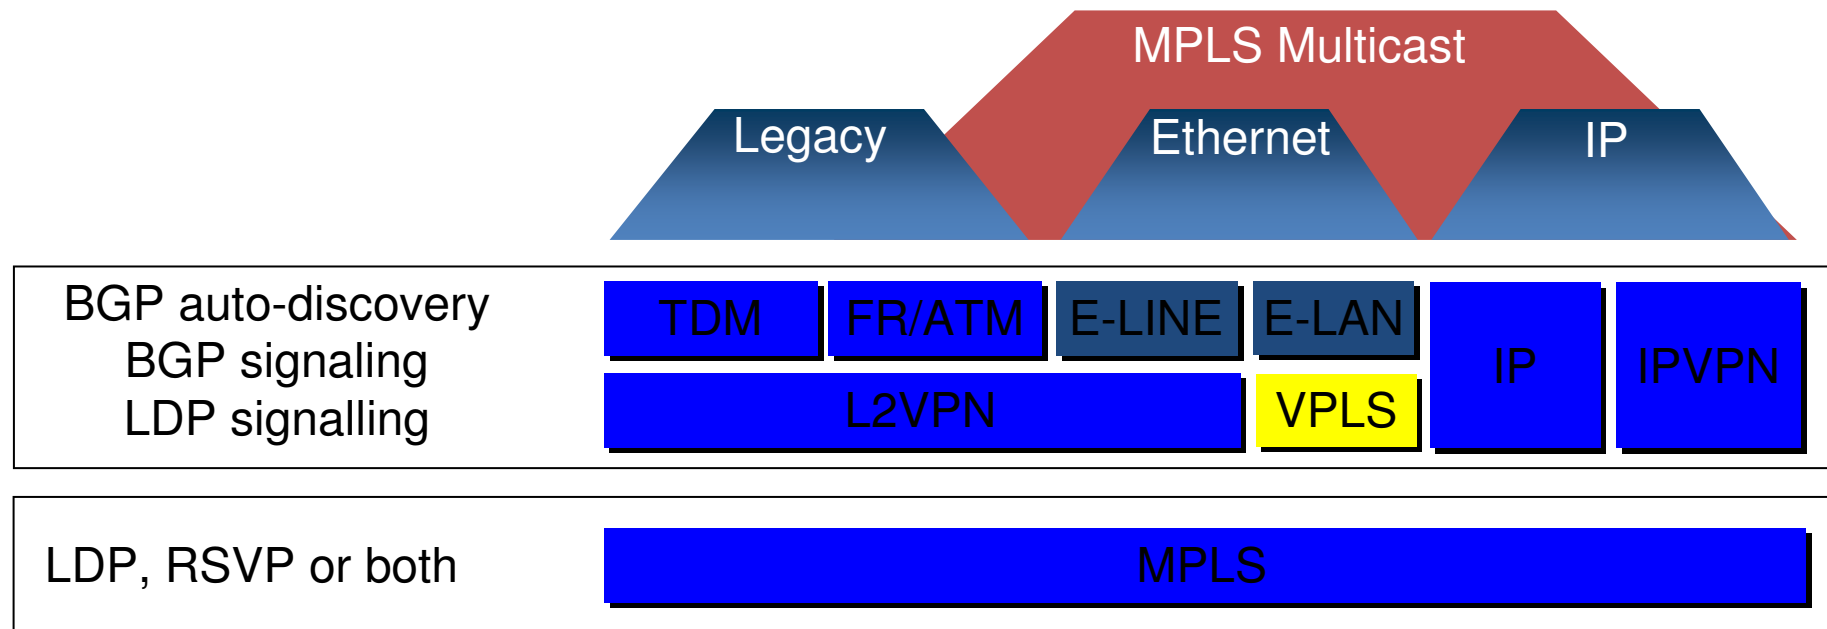 MPLS Multicast
Legacy
Ethernet
IP
BGP auto-discovery
BGP signaling
LDP signalling
TDM
FR/ATM
E-LINE
E-LAN
IP
IPVPN
L2VPN
VPLS
LDP, RSVP or both
MPLS